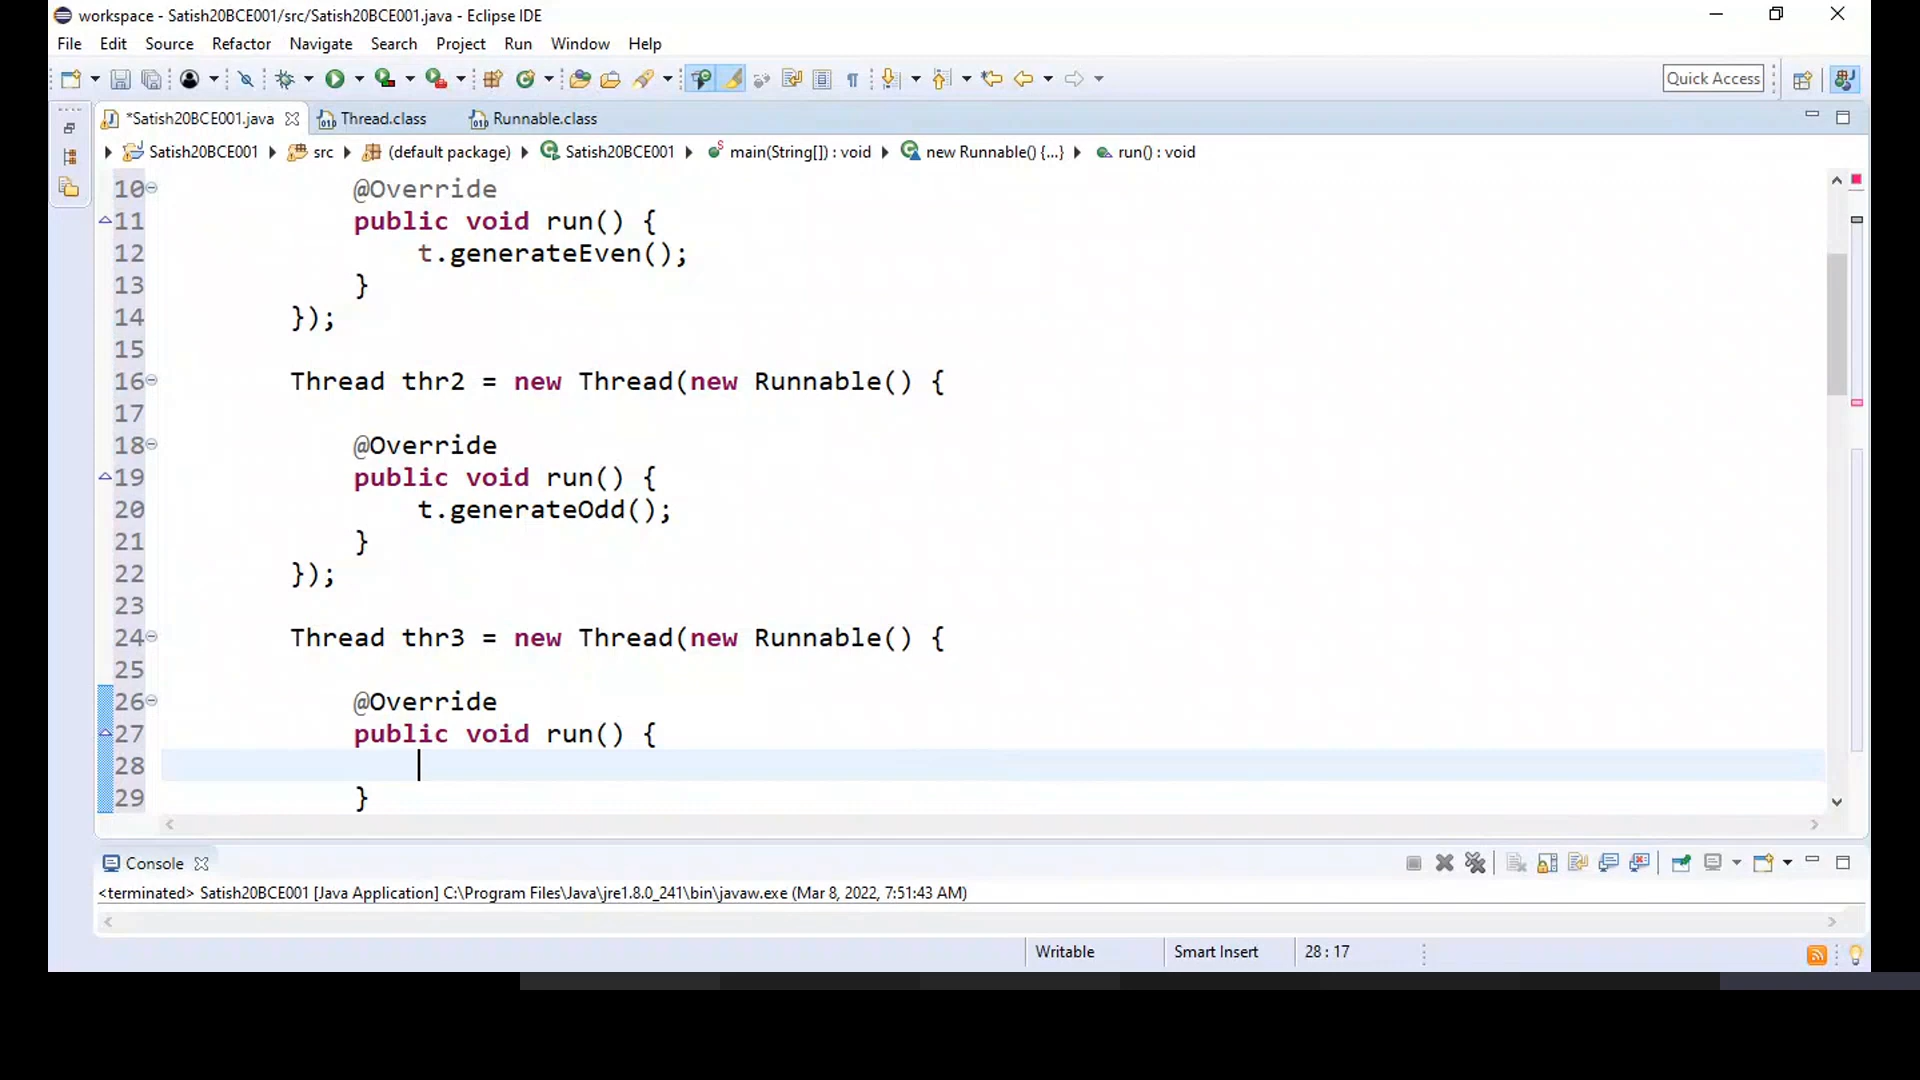 workspace - Satish20BCE001/src/Satish20BCE001.java - Eclipse IDE
File Edit Source Refactor Navigate Search Project Run Window Help
Quick Access
*Satish20BCE001.java Thread.class Runnable.class
Satish20BCE001 src (default package) Satish20BCE001 main(String[]) : void new Runnable() {...} run() : void
10 @Override
11 public void run() {
12 t.generateEven();
13 }
14 });
15
16 Thread thr2 = new Thread(new Runnable() {
17
18 @Override
19 public void run() {
20 t.generateOdd();
21 }
22 });
23
24 Thread thr3 = new Thread(new Runnable() {
25
26 @Override
27 public void run() {
28
29 }
Console
<terminated> Satish20BCE001 [Java Application] C:\Program Files\Java\jre1.8.0_241\bin\javaw.exe (Mar 8, 2022, 7:51:43 AM)
Writable Smart Insert 28 : 17